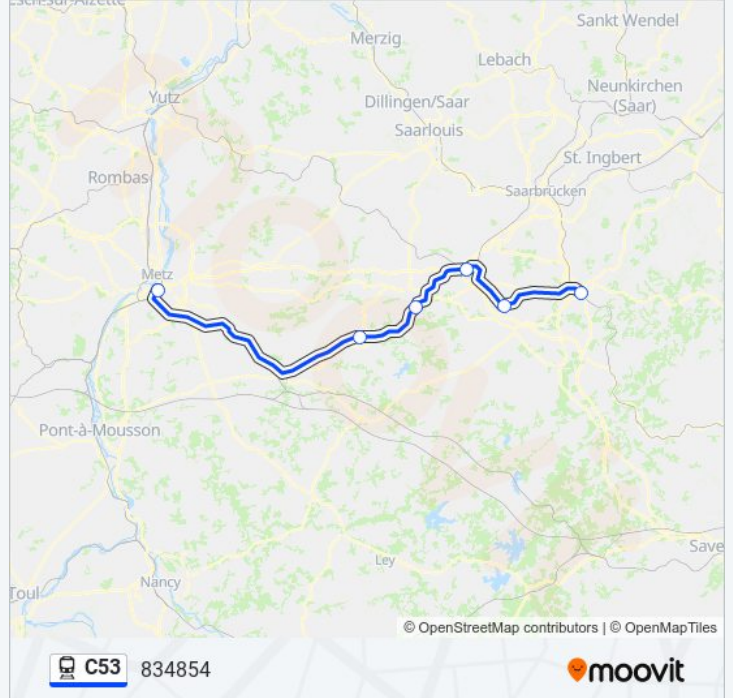 Esch-sur-Alzette
Sankt Wendel
Merzig
Lebach
Neunkirchen
(Saar)
Yutz
Dillingen/Saar
Saarlouis
St. Ingbert
Rombas
Saarbrücken
Metz
Pont-à-Mousson
Save
Ley
Nancy
Toul
© OpenStreetMap contributors | © OpenMapTiles
C53 834854
moovit